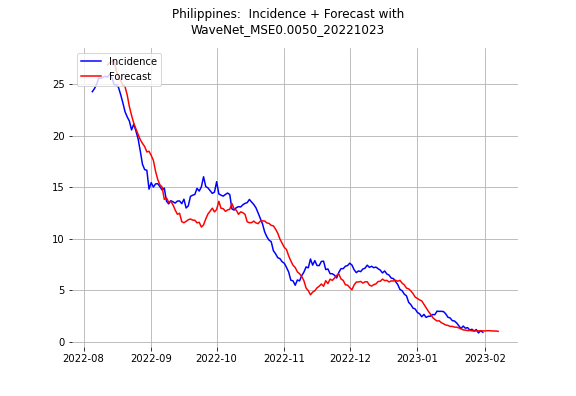 Philippines:  Incidence + Forecast with
WaveNet_MSE0.0050_20221023
Incidence
Forecast
25
20
15
10
5
0
2022-08 2022-09 2022-10 2022-11 2022-12 2023-01 2023-02